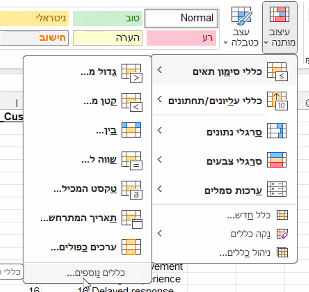 עיצוב
מותנה
עצב
כטבלה
Normal
טוב
ניטראלי
רע
הערה
חישוב
כללי סימון תאים
כללי עליונים/תחתונים
סרגלי נתונים
סרגלי צבעים
ערכות סמלים
כלל חדש...
נקה כללים
ניהול כללים...
גדול מ...
קטן מ...
בין...
שווה ל...
טקסט המכיל...
תאריך המתרחש...
ערכים כפולים...
כללים נוספים...
I
_Cus
16
16
Delayed response